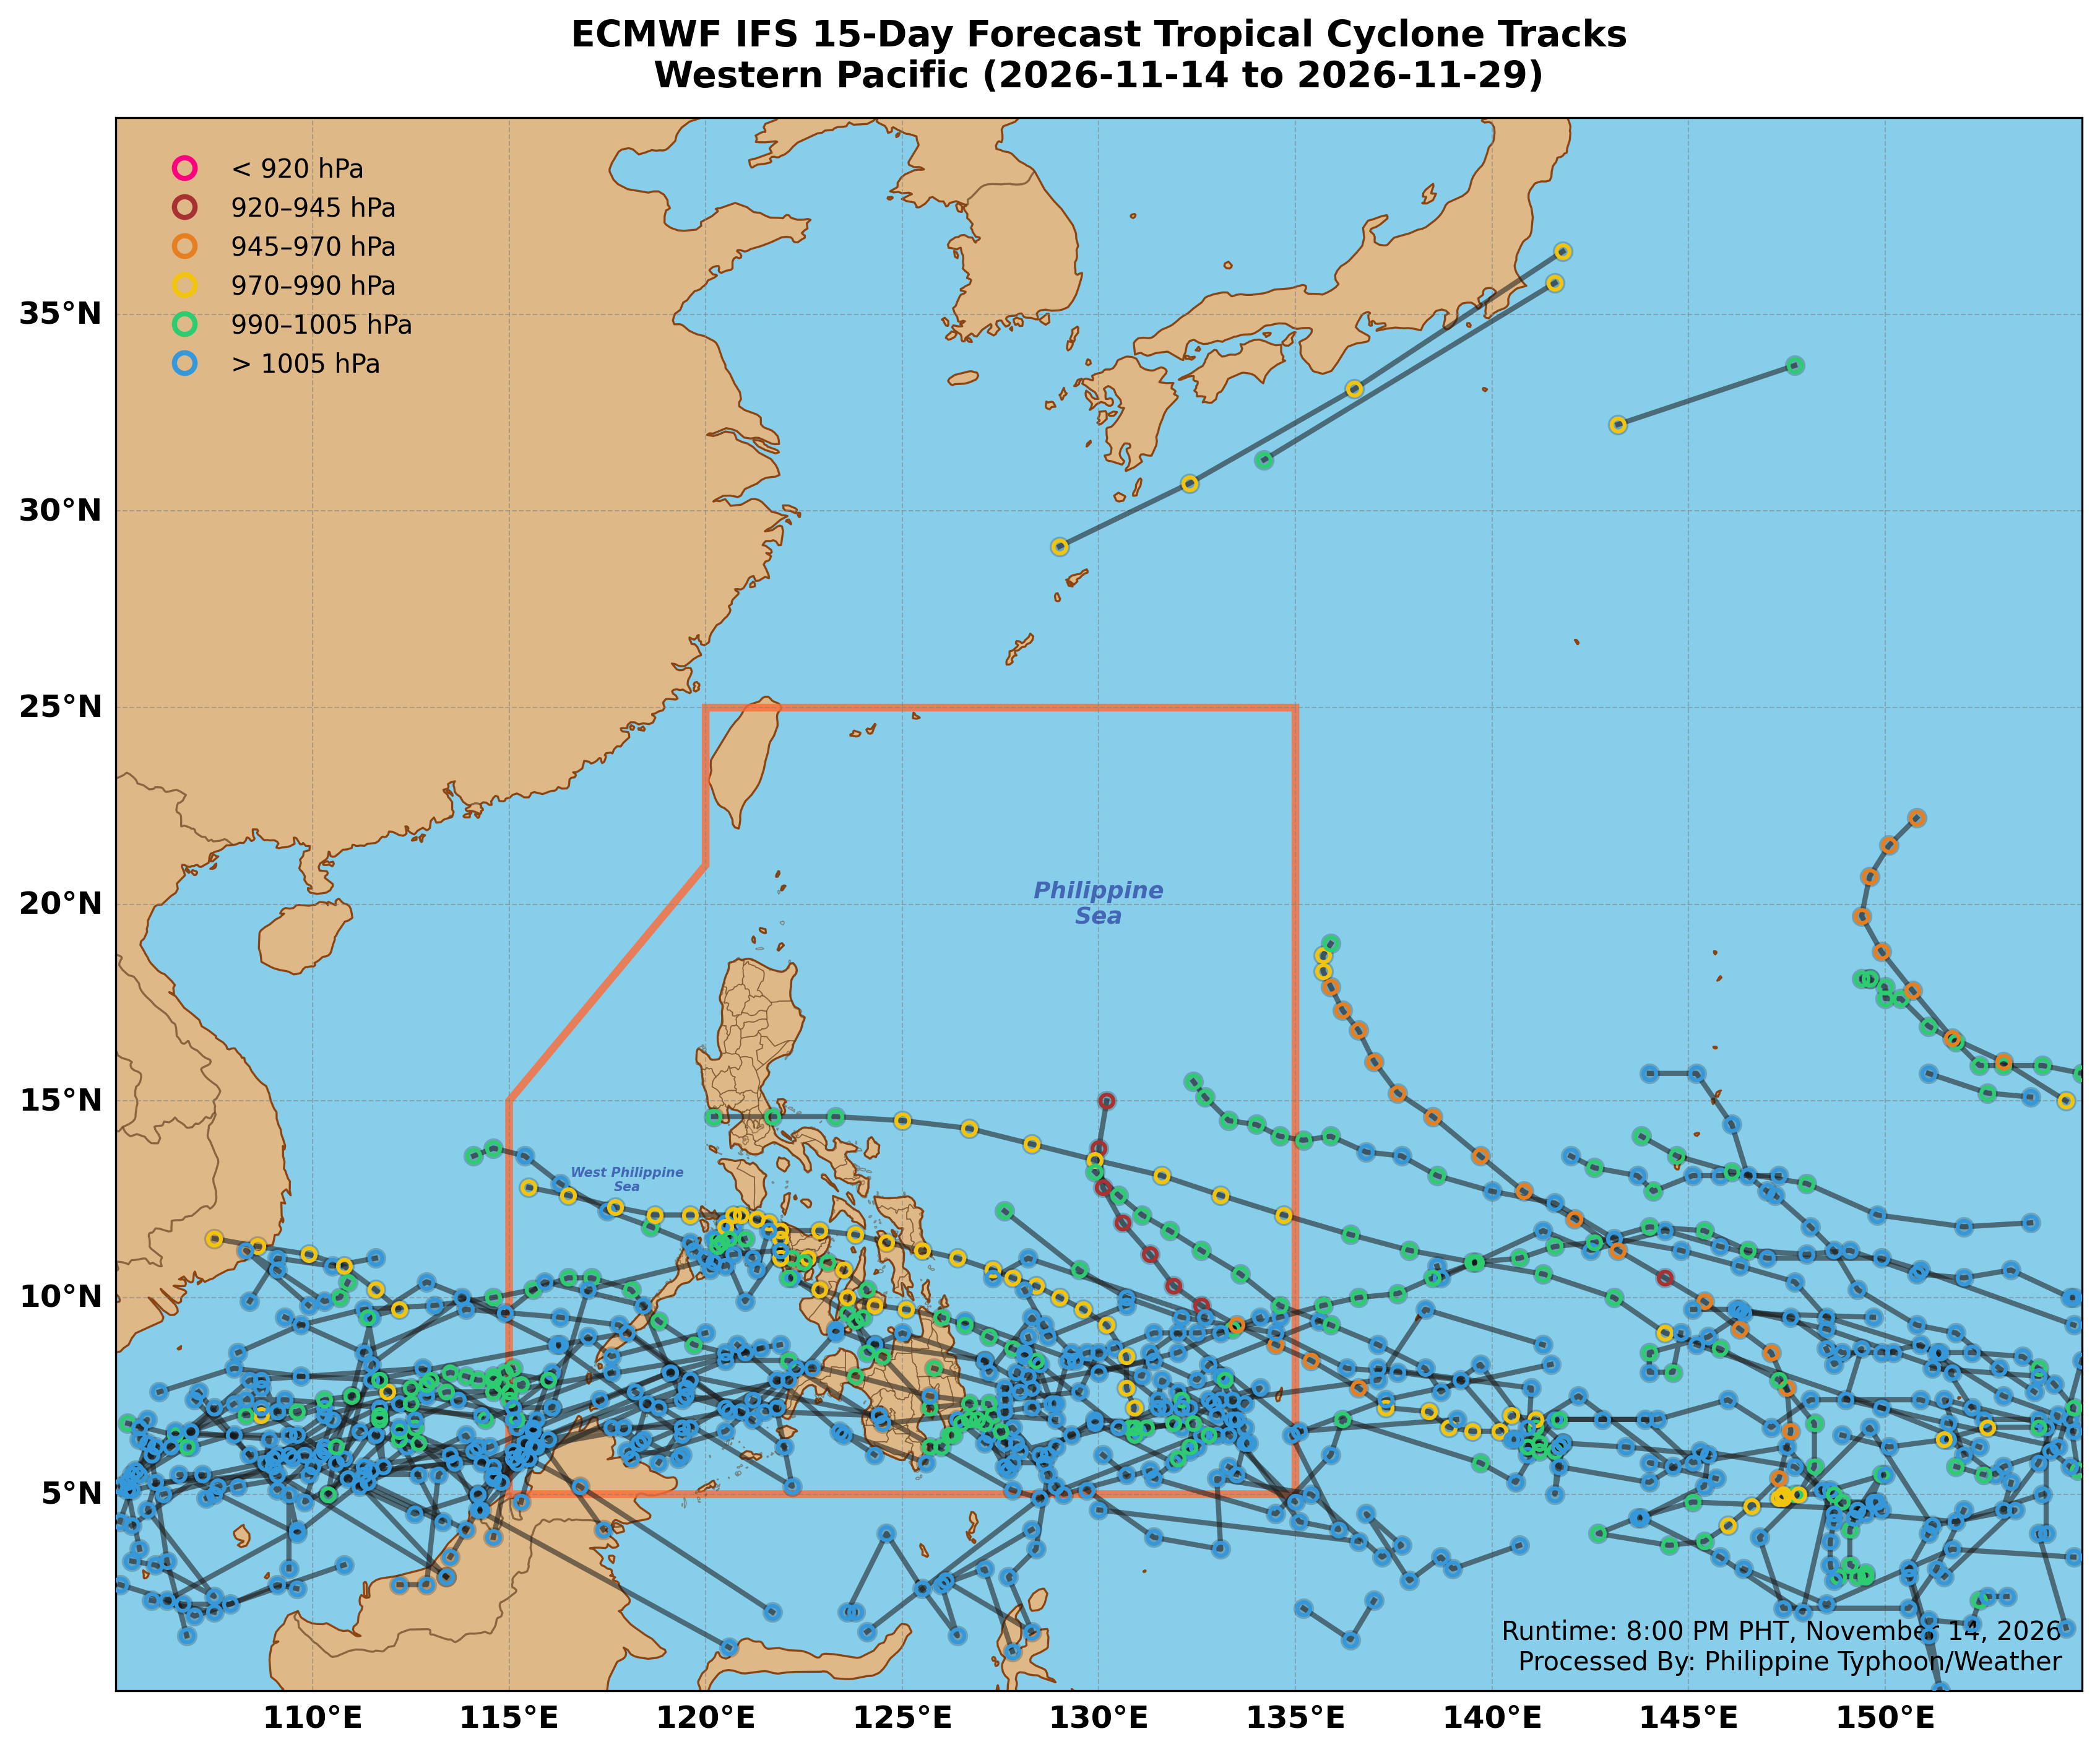 ECMWF IFS 15-Day Forecast Tropical Cyclone Tracks
Western Pacific (2026-11-14 to 2026-11-29)
< 920 hPa
920–945 hPa
945–970 hPa
970–990 hPa
990–1005 hPa
> 1005 hPa
35°N
30°N
25°N
20°N
15°N
10°N
5°N
Philippine
Sea
West Philippine
Sea
Runtime: 8:00 PM PHT, November 14, 2026
Processed By: Philippine Typhoon/Weather
110°E
115°E
120°E
125°E
130°E
135°E
140°E
145°E
150°E